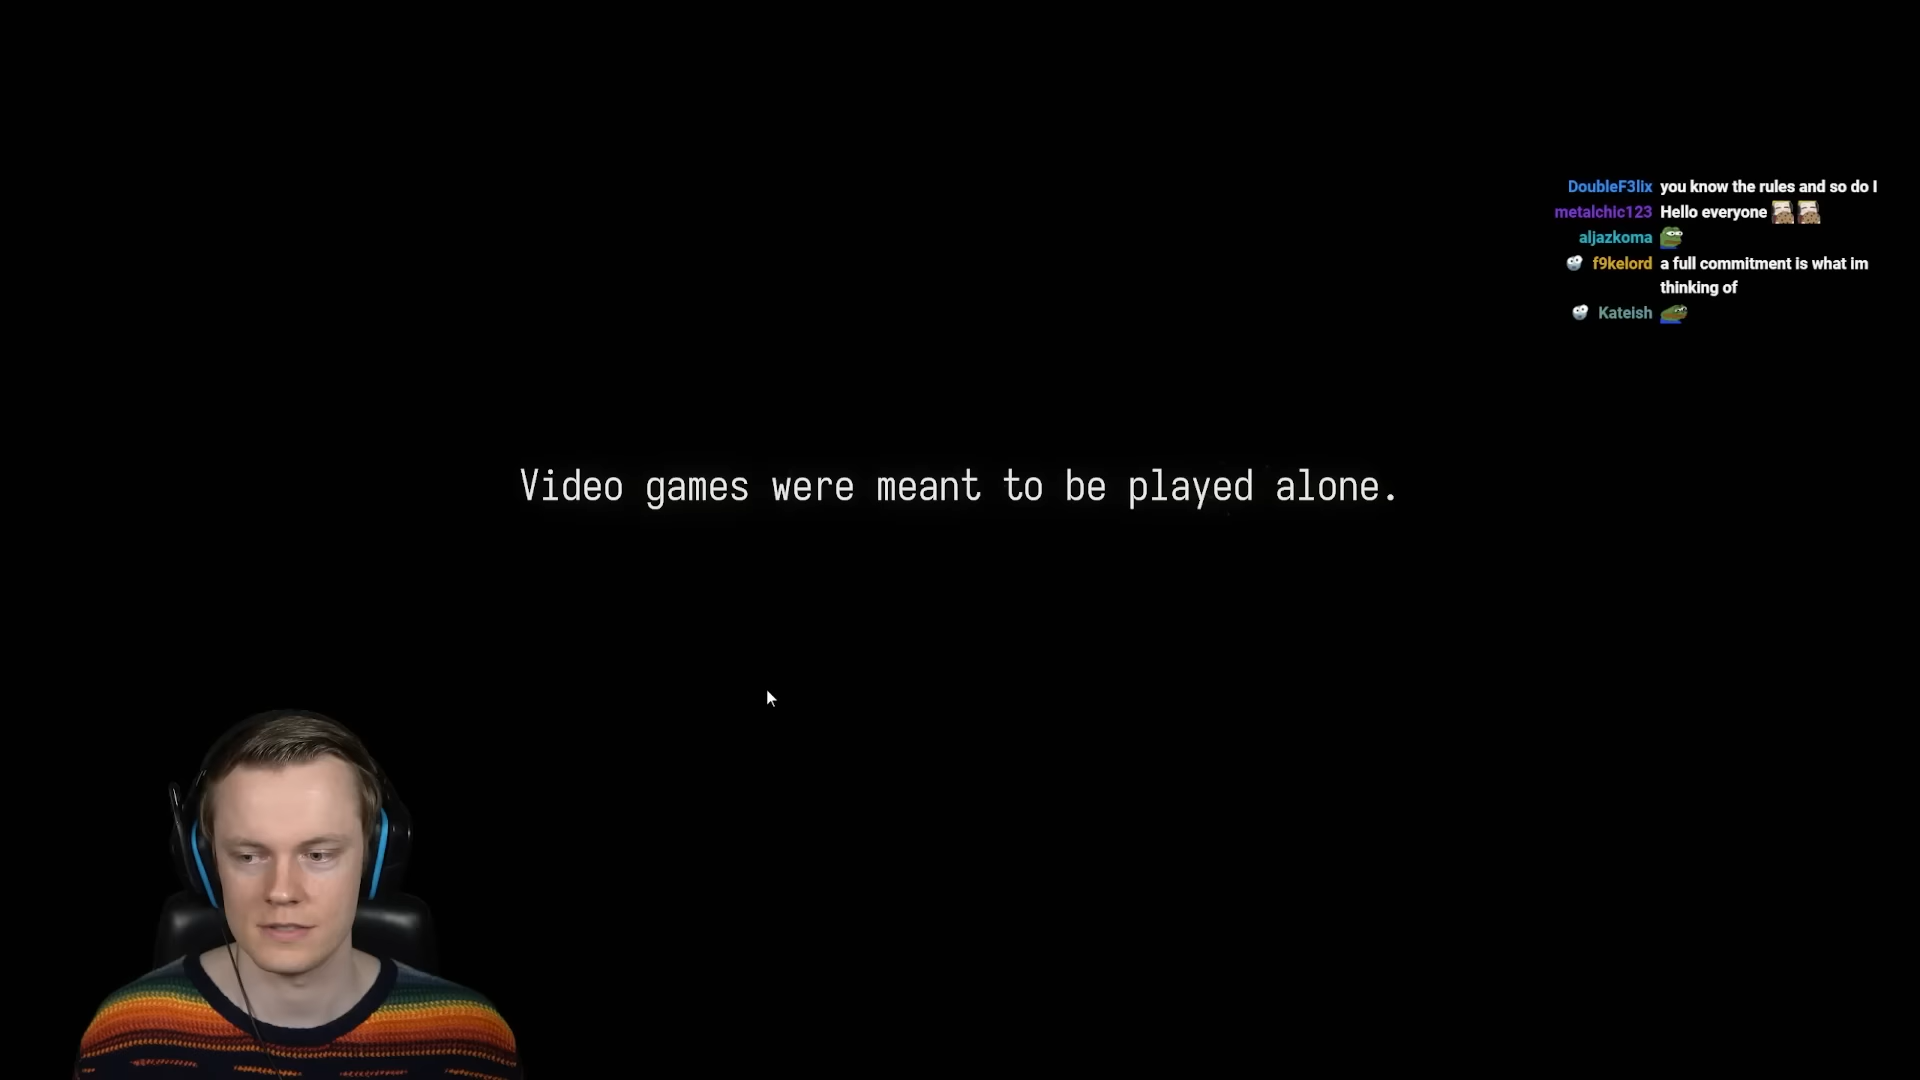 DoubleF3lix you know the rules and so do I
metalchic123 Hello everyone
aljazkoma
f9kelord a full commitment is what im
thinking of
Kateish
Video games were meant to be played alone.